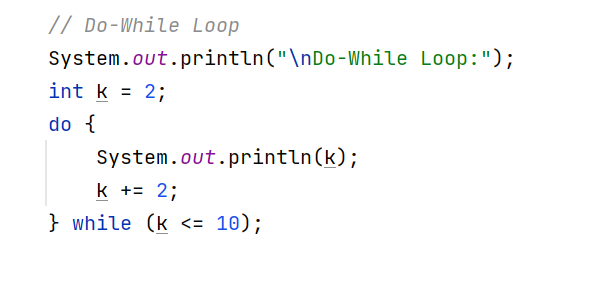 // Do-While Loop
System.out.println("\nDo-While Loop:");
int k = 2;
do {
    System.out.println(k);
    k += 2;
} while (k <= 10);